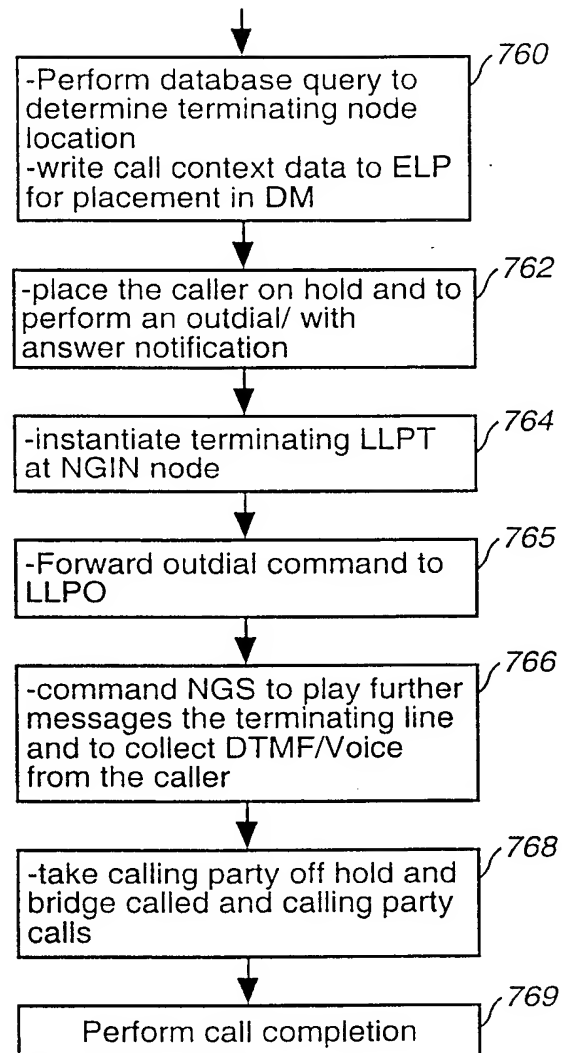 760
-Perform database query to
determine terminating node
location
-write call context data to ELP
for placement in DM
762
-place the caller on hold and to
perform an outdial/ with
answer notification
764
-instantiate terminating LLPT
at NGIN node
765
-Forward outdial command to
LLPO
766
-command NGS to play further
messages the terminating line
and to collect DTMF/Voice
from the caller
768
-take calling party off hold and
bridge called and calling party
calls
769
Perform call completion